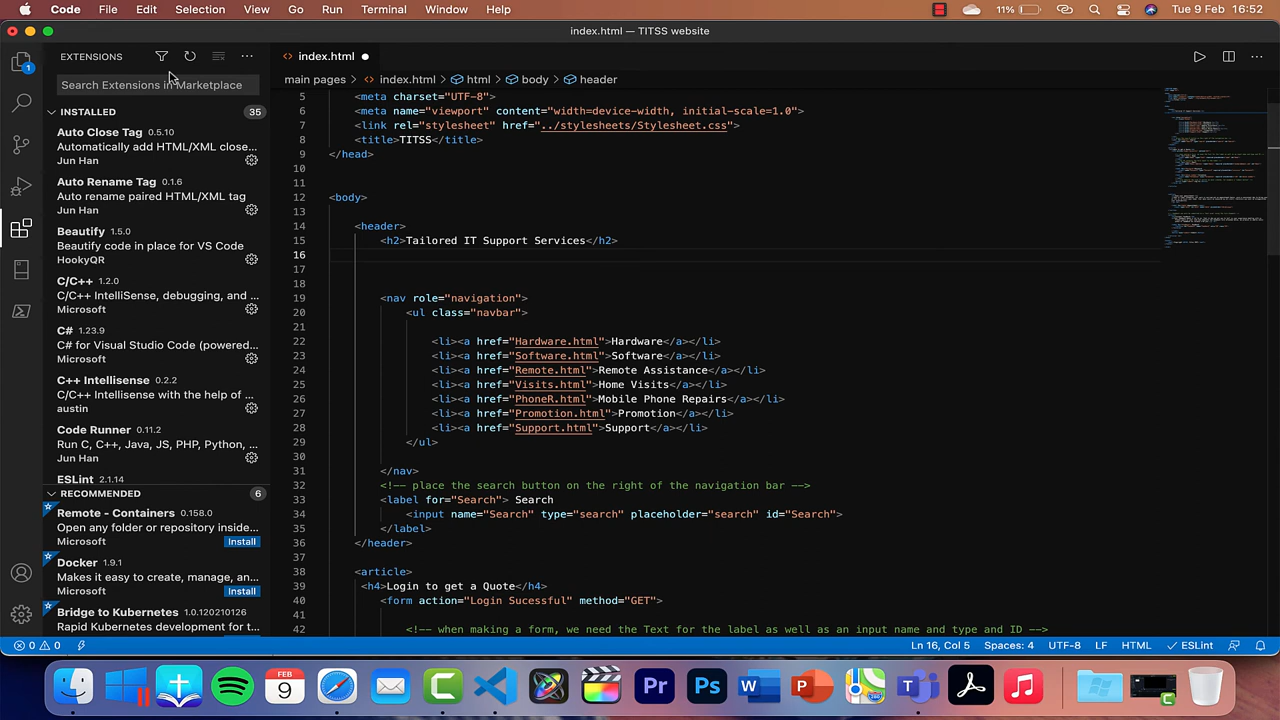 Code File Edit Selection View Go Run Terminal Window Help 11% Tue 9 Feb 16:52
index.html — TITSS website
EXTENSIONS
index.html
Search Extensions in Marketplace
main pages > index.html > html > body > header
INSTALLED 35
Auto Close Tag 0.5.10
Automatically add HTML/XML close...
Jun Han
Auto Rename Tag 0.1.6
Auto rename paired HTML/XML tag
Jun Han
Beautify 1.5.0
Beautify code in place for VS Code
HookyQR
C/C++ 1.2.0
C/C++ IntelliSense, debugging, and ...
Microsoft
C# 1.23.9
C# for Visual Studio Code (powered...
Microsoft
C++ Intellisense 0.2.2
C/C++ Intellisense with the help of ...
austin
Code Runner 0.11.2
Run C, C++, Java, JS, PHP, Python, ...
Jun Han
ESLint 2.1.14
RECOMMENDED 6
Remote - Containers 0.158.0
Open any folder or repository inside...
Microsoft Install
Docker 1.9.1
Makes it easy to create, manage, an...
Microsoft Install
Bridge to Kubernetes 1.0.120210126
Rapid Kubernetes development for t...
5 <meta charset="UTF-8">
6 <meta name="viewport" content="width=device-width, initial-scale=1.0">
7 <link rel="stylesheet" href="../stylesheets/Stylesheet.css">
8 <title>TITSS</title>
9 </head>
10
11
12 <body>
13
14 <header>
15 <h2>Tailored IT Support Services</h2>
16
17
18
19 <nav role="navigation">
20 <ul class="navbar">
21
22 <li><a href="Hardware.html">Hardware</a></li>
23 <li><a href="Software.html">Software</a></li>
24 <li><a href="Remote.html">Remote Assistance</a></li>
25 <li><a href="Visits.html">Home Visits</a></li>
26 <li><a href="PhoneR.html">Mobile Phone Repairs</a></li>
27 <li><a href="Promotion.html">Promotion</a></li>
28 <li><a href="Support.html">Support</a></li>
29 </ul>
30
31 </nav>
32 <!-- place the search button on the right of the navigation bar -->
33 <label for="Search"> Search
34 <input name="Search" type="search" placeholder="search" id="Search">
35 </label>
36 </header>
37
38 <article>
39 <h4>Login to get a Quote</h4>
40 <form action="Login Sucessful" method="GET">
41
42 <!-- when making a form, we need the Text for the label as well as an input name and type and ID -->
1
0 0 Ln 16, Col 5 Spaces: 4 UTF-8 LF HTML ESLint
FEB
9 Pr Ps W P T